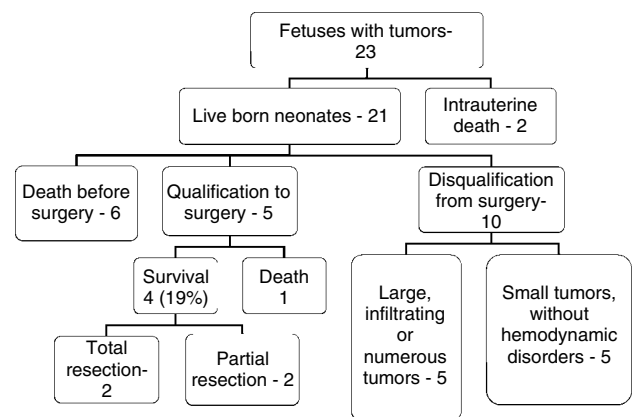 Fetuses with tumors-
23
Live born neonates - 21
Intrauterine
death - 2
Death before
surgery - 6
Qualification to
surgery - 5
Disqualification
from surgery-
10
Survival
4 (19%)
Death
1
Large,
infiltrating
or
numerous
tumors - 5
Small tumors,
without
hemodynamic
disorders - 5
Total
resection-
2
Partial
resection - 2